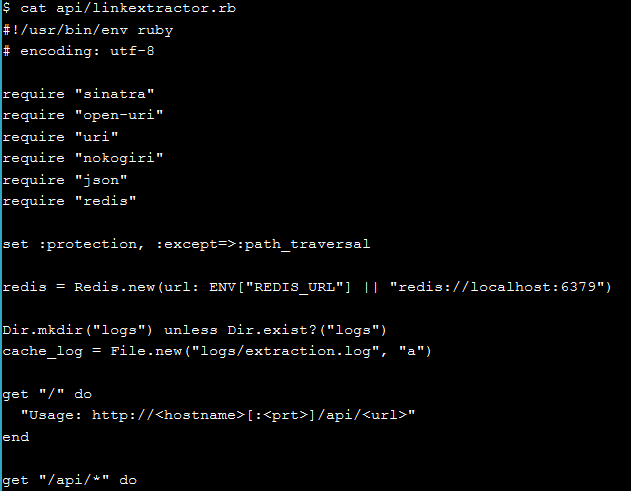 $ cat api/linkextractor.rb
#!/usr/bin/env ruby
# encoding: utf-8

require "sinatra"
require "open-uri"
require "uri"
require "nokogiri"
require "json"
require "redis"

set :protection, :except=>:path_traversal

redis = Redis.new(url: ENV["REDIS_URL"] || "redis://localhost:6379")

Dir.mkdir("logs") unless Dir.exist?("logs")
cache_log = File.new("logs/extraction.log", "a")

get "/" do
  "Usage: http://<hostname>[:<prt>]/api/<url>"
end

get "/api/*" do